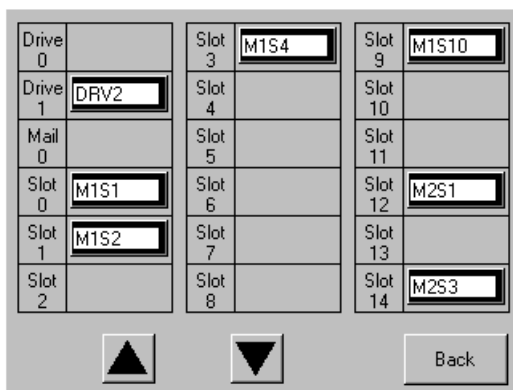 Drive 0
Drive 1 DRV2
Mail 0
Slot 0 M1S1
Slot 1 M1S2
Slot 2
Slot 3 M1S4
Slot 4
Slot 5
Slot 6
Slot 7
Slot 8
Slot 9 M1S10
Slot 10
Slot 11
Slot 12 M2S1
Slot 13
Slot 14 M2S3
Back